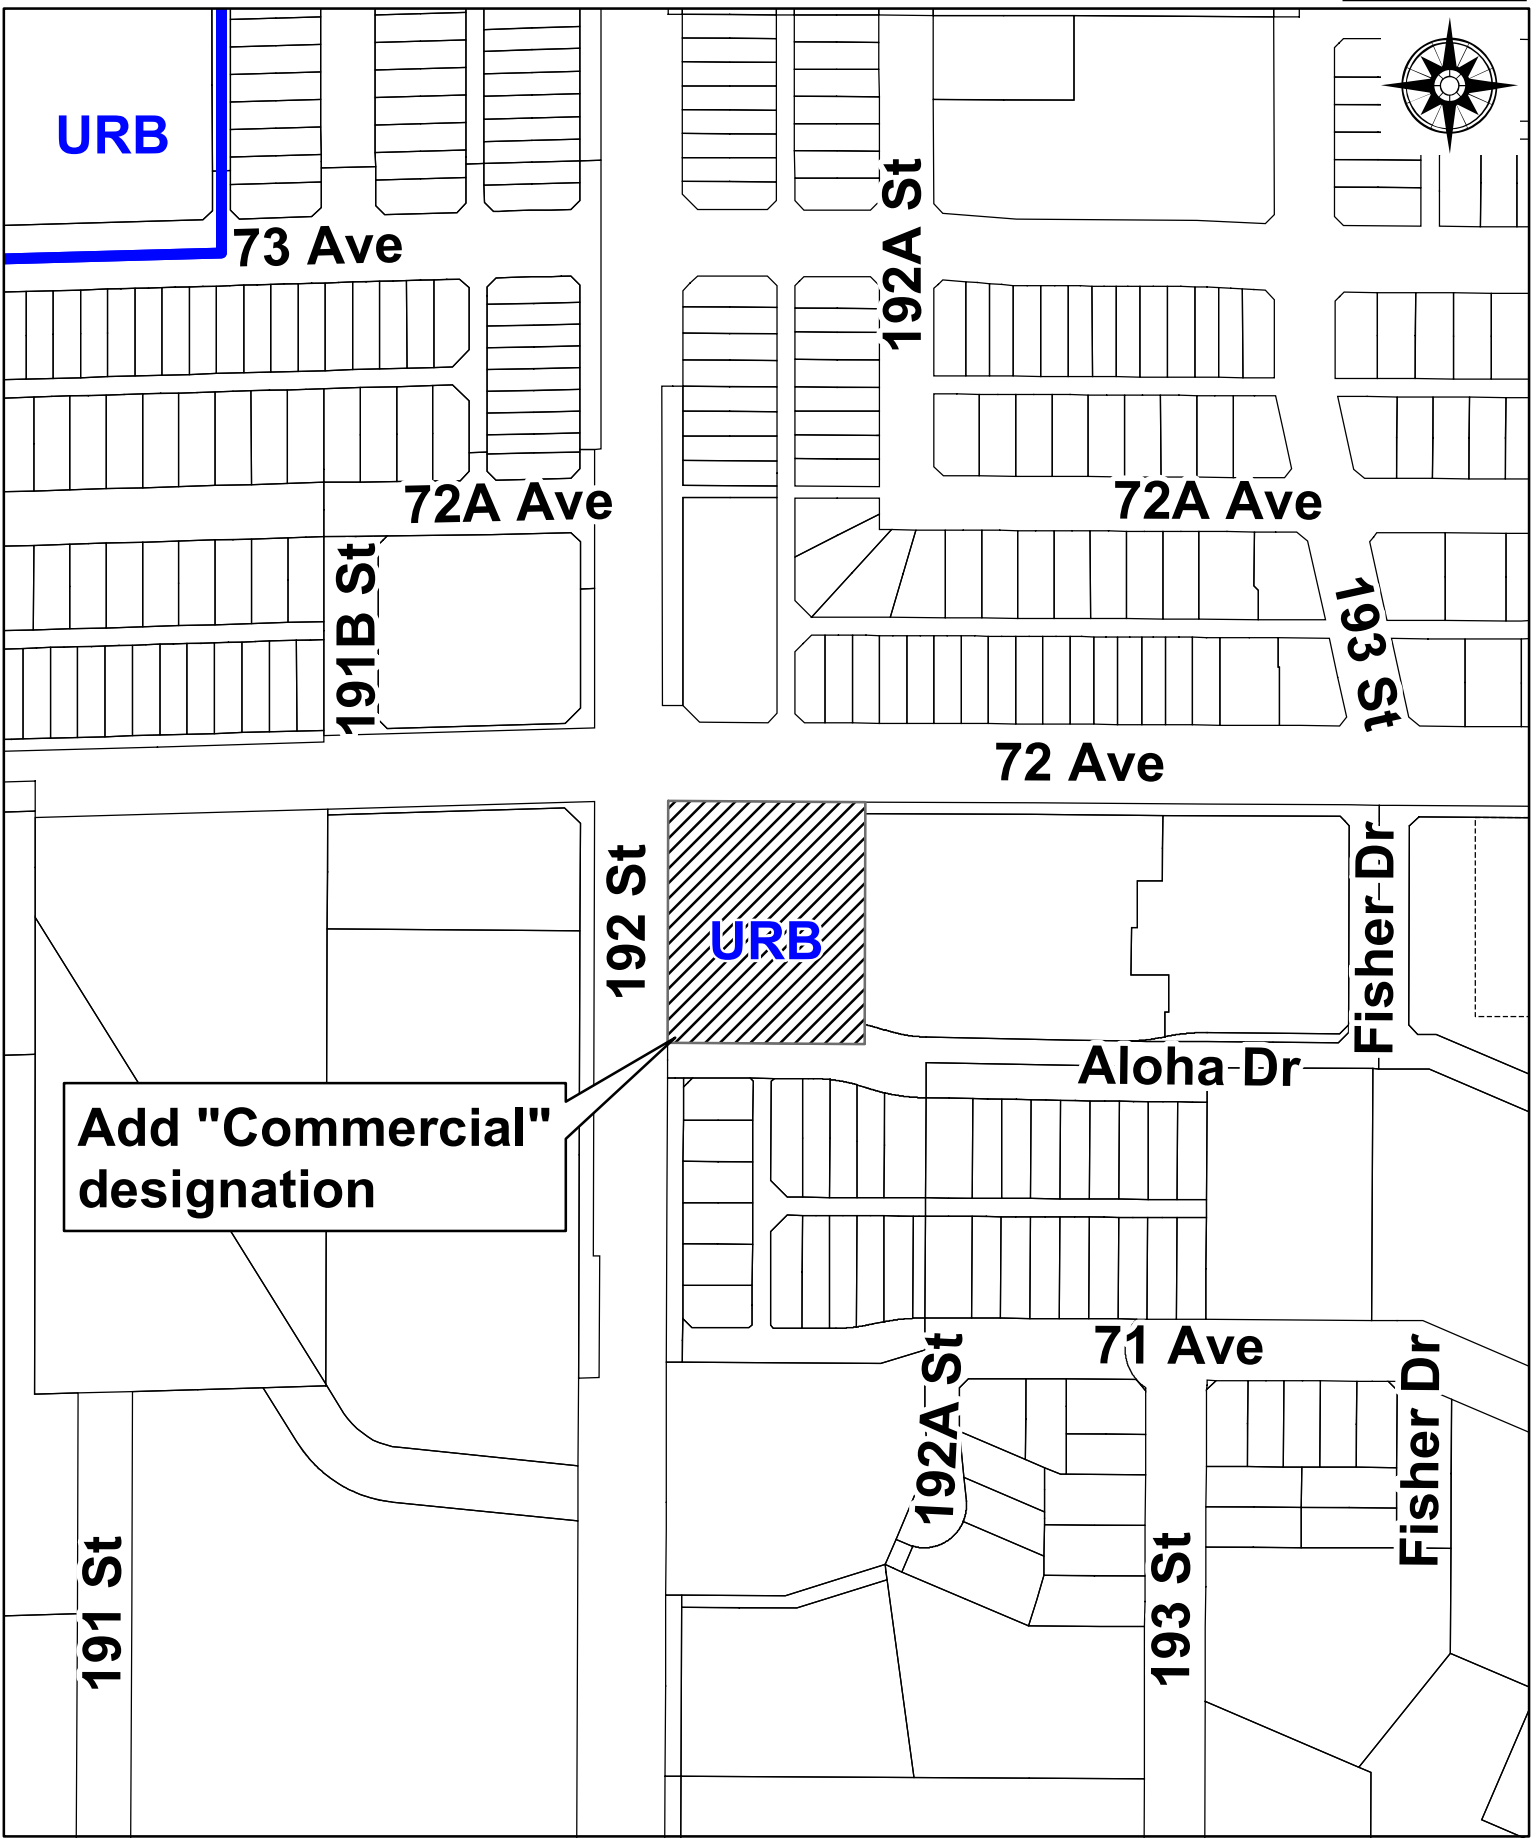 URB
73 Ave
192A St
72A Ave
72A Ave
191B St
193 St
72 Ave
192 St
URB
Fisher Dr
Aloha Dr
Add "Commercial"
designation
71 Ave
192A St
Fisher Dr
191 St
193 St